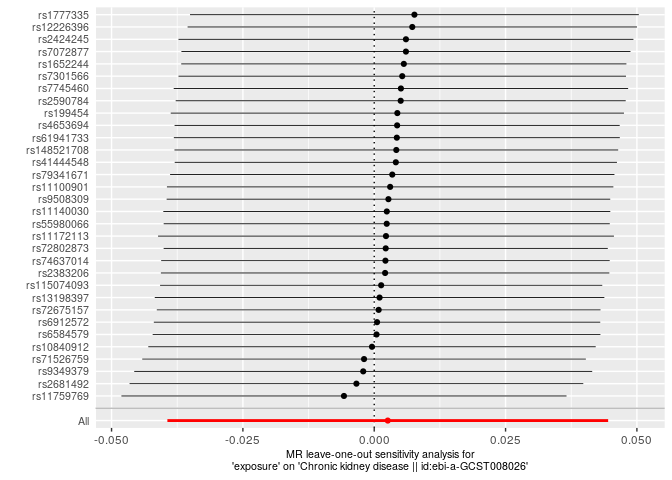 rs1777335
rs12226396
rs2424245
rs7072877
rs1652244
rs7301566
rs7745460
rs2590784
rs199454
rs4653694
rs61941733
rs148521708
rs41444548
rs79341671
rs11100901
rs9508309
rs11140030
rs55980066
rs11172113
rs72802873
rs74637014
rs2383206
rs115074093
rs13198397
rs72675157
rs6912572
rs6584579
rs10840912
rs71526759
rs9349379
rs2681492
rs11759769
All
-0.050 -0.025 0.000 0.025 0.050
MR leave-one-out sensitivity analysis for
'exposure' on 'Chronic kidney disease || id:ebi-a-GCST008026'